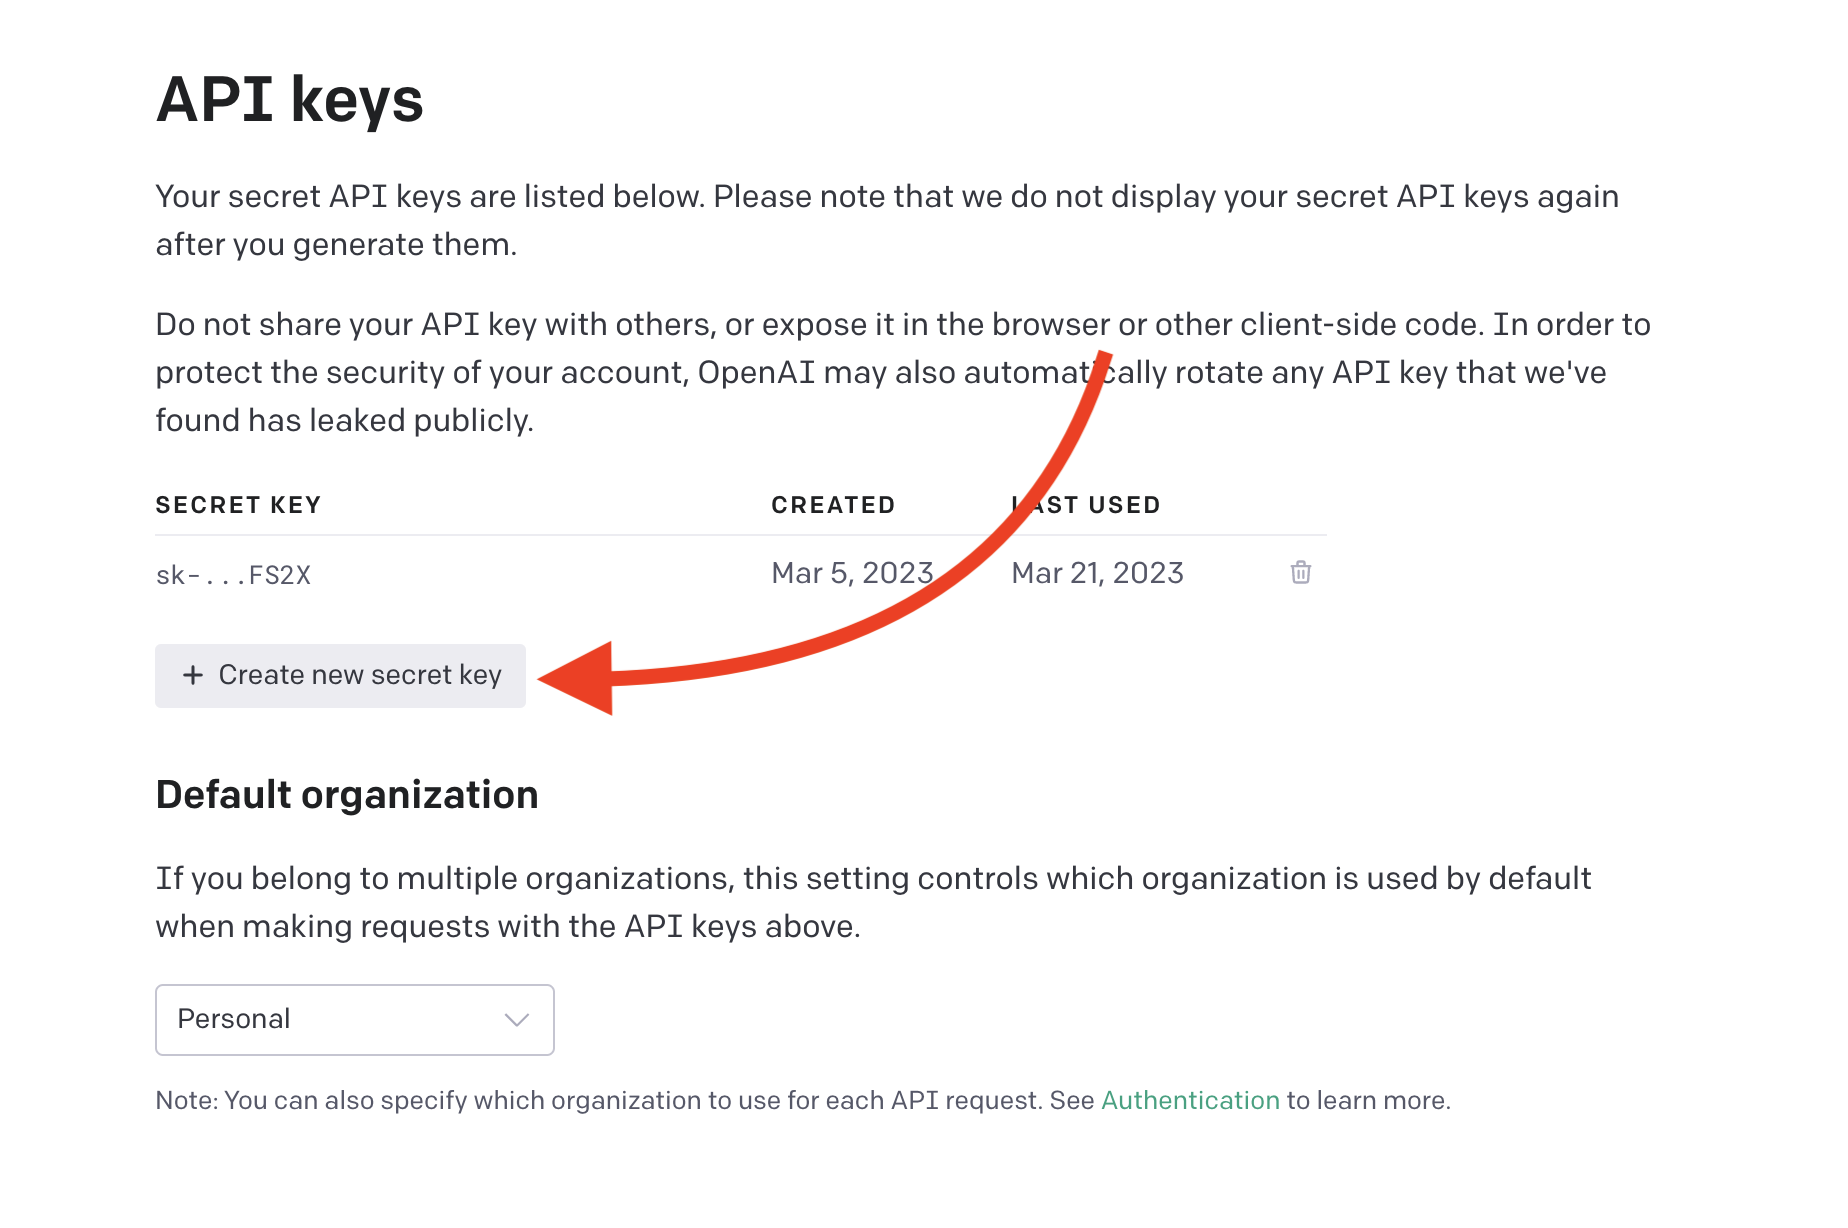 API keys
Your secret API keys are listed below. Please note that we do not display your secret API keys again
after you generate them.
Do not share your API key with others, or expose it in the browser or other client-side code. In order to
protect the security of your account, OpenAI may also automatically rotate any API key that we've
found has leaked publicly.
SECRET KEY CREATED LAST USED
sk-...FS2X Mar 5, 2023 Mar 21, 2023
+ Create new secret key
Default organization
If you belong to multiple organizations, this setting controls which organization is used by default
when making requests with the API keys above.
Personal
Note: You can also specify which organization to use for each API request. See Authentication to learn more.